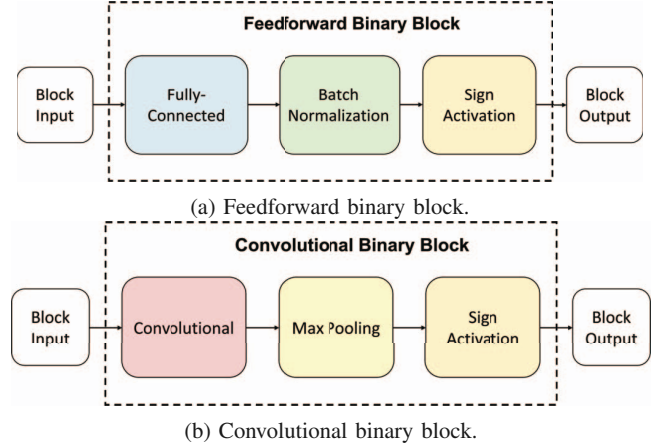 Feedforward Binary Block
Block
Input
Fully-
Connected
Batch
Normalization
Sign
Activation
Block
Output
(a) Feedforward binary block.
Convolutional Binary Block
Block
Input
Convolutional
Max Pooling
Sign
Activation
Block
Output
(b) Convolutional binary block.